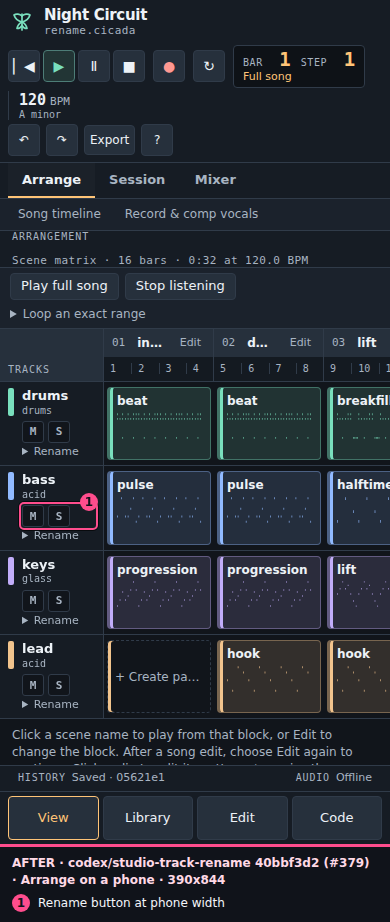 Night Circuit
rename.cicada
BAR 1 STEP 1
Full song
120 BPM
A minor
Export ?
Arrange Session Mixer
Song timeline Record & comp vocals
ARRANGEMENT
Scene matrix · 16 bars · 0:32 at 120.0 BPM
Play full song Stop listening
Loop an exact range
TRACKS
01 in... Edit 02 d... Edit 03 lift
1 2 3 4 5 6 7 8 9 10
drums
drums
M S
Rename
beat beat breakfill
bass
acid
1
M S
Rename
pulse pulse halftime
keys
glass
M S
Rename
progression progression lift
lead
acid
M S
Rename
+ Create pa... hook hook
Click a scene name to play from that block, or Edit to
change the block. After a song edit, choose Edit again to
HISTORY Saved · 05621e1 AUDIO Offline
View Library Edit Code
AFTER · codex/studio-track-rename 40bbf3d2 (#379)
· Arrange on a phone · 390x844
1 Rename button at phone width